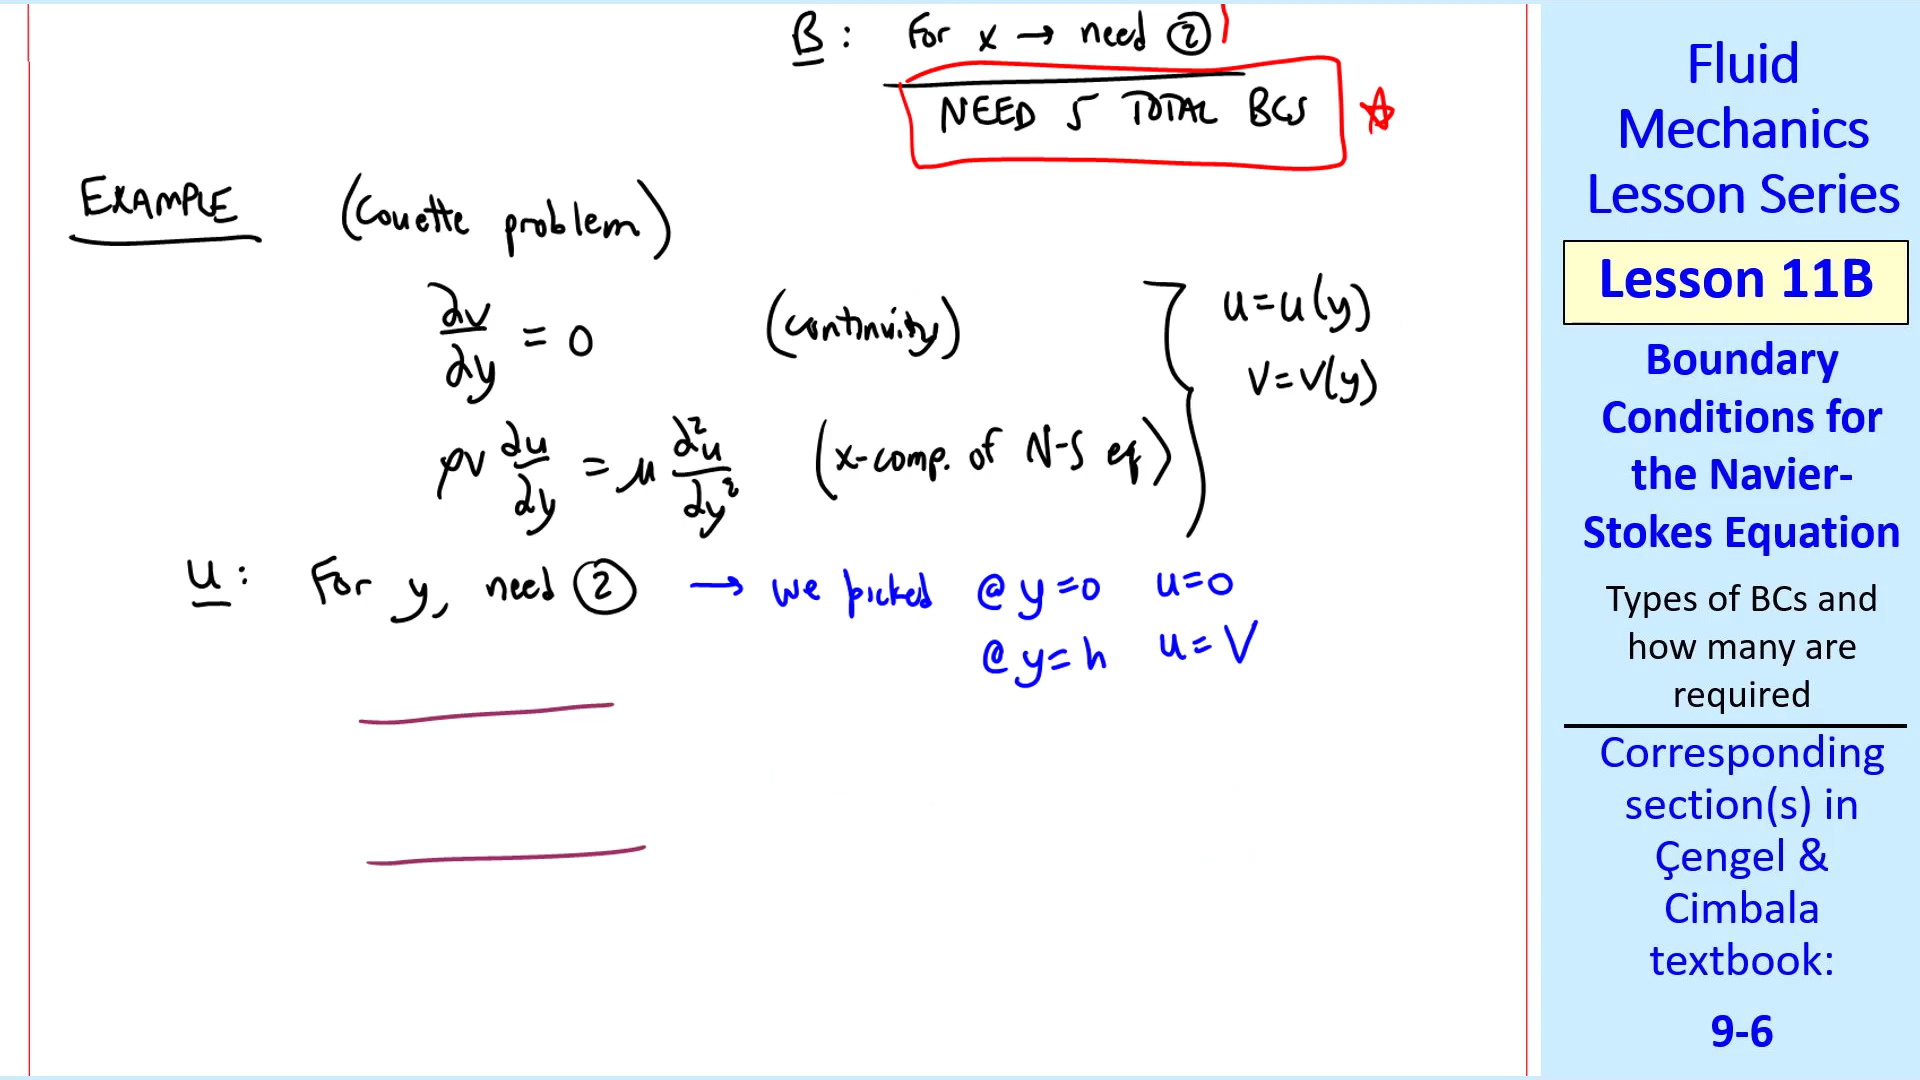 B: For x → need ②
NEED 5 TOTAL BCS ☆
EXAMPLE (Couette problem)
∂v/∂y = 0 (continuity)
u=u(y)
v=v(y)
ρv ∂u/∂y = μ ∂²u/∂y² (x-comp. of N-S eq)
u: For y, need ② → we picked @ y=0 u=0
@ y=h u=V
Fluid
Mechanics
Lesson Series
Lesson 11B
Boundary
Conditions for
the Navier-
Stokes Equation
Types of BCs and
how many are
required
Corresponding
section(s) in
Çengel &
Cimbala
textbook:
9-6